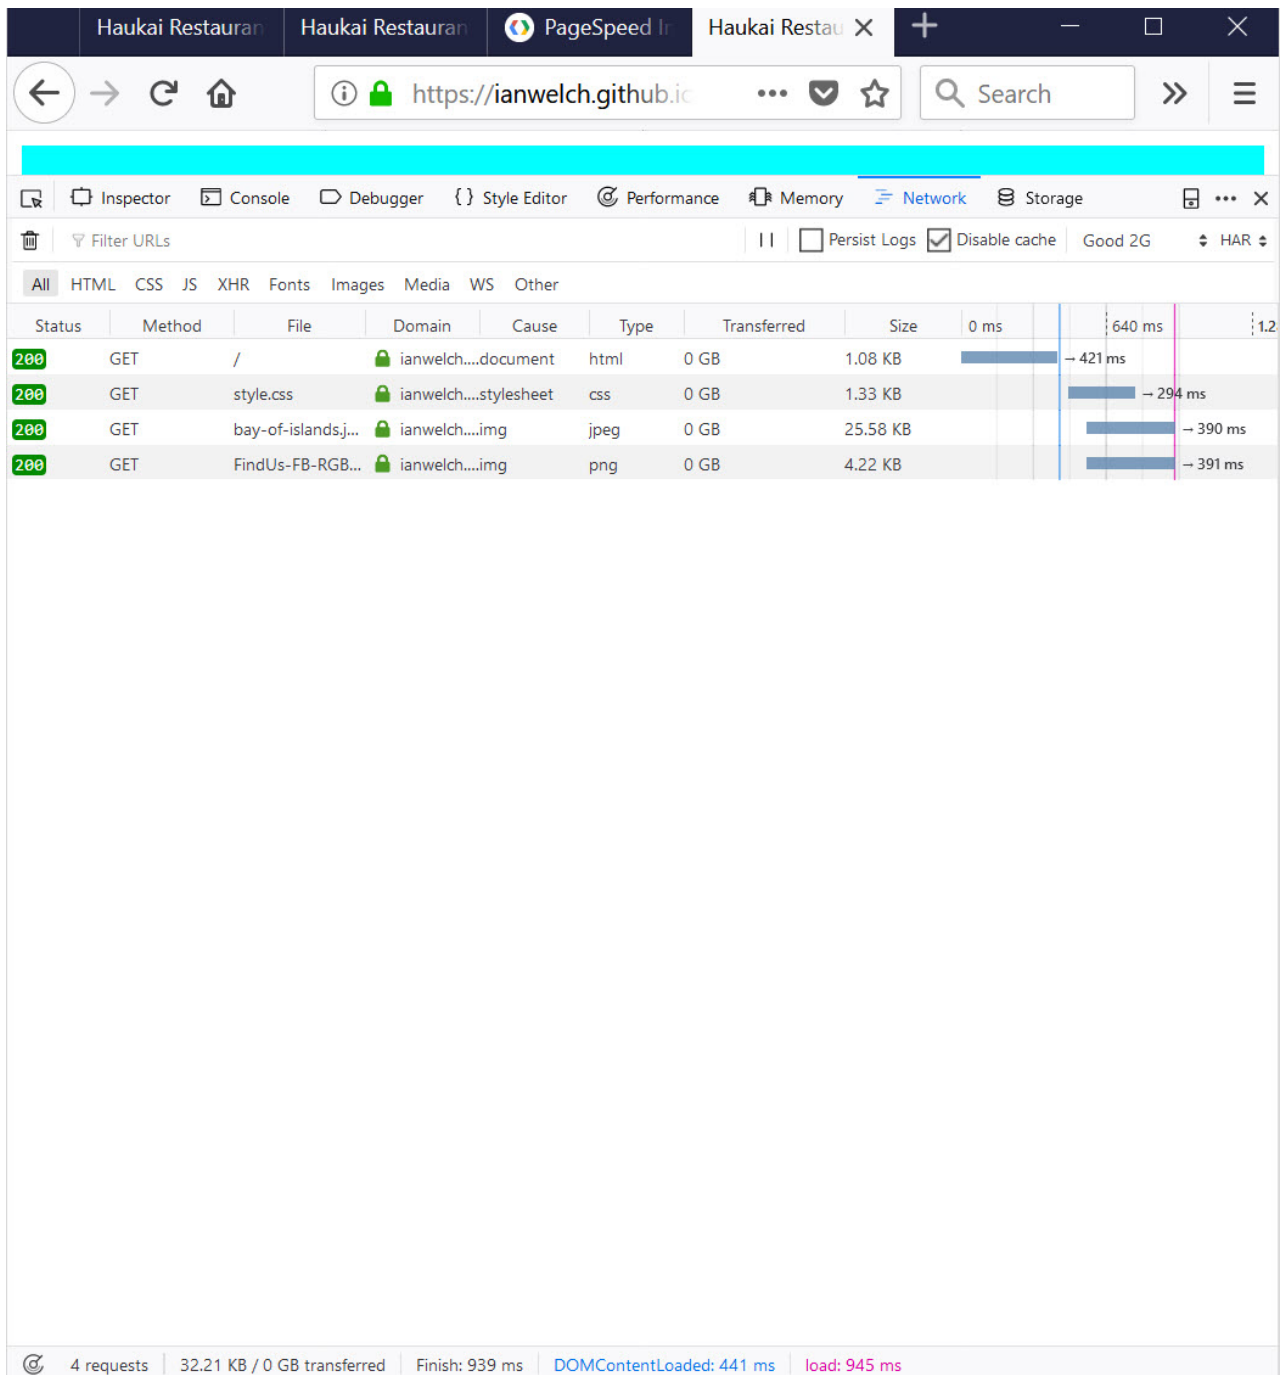 Haukai Restauran Haukai Restauran PageSpeed In Haukai Restau
https://ianwelch.github.io Search
Inspector Console Debugger {} Style Editor Performance Memory Network Storage
Filter URLs Persist Logs Disable cache Good 2G HAR
All HTML CSS JS XHR Fonts Images Media WS Other
Status Method File Domain Cause Type Transferred Size 0 ms 640 ms 1.2
200 GET / ianwelch....document html 0 GB 1.08 KB → 421 ms
200 GET style.css ianwelch....stylesheet css 0 GB 1.33 KB → 294 ms
200 GET bay-of-islands.j... ianwelch....img jpeg 0 GB 25.58 KB → 390 ms
200 GET FindUs-FB-RGB... ianwelch....img png 0 GB 4.22 KB → 391 ms
4 requests 32.21 KB / 0 GB transferred Finish: 939 ms DOMContentLoaded: 441 ms load: 945 ms